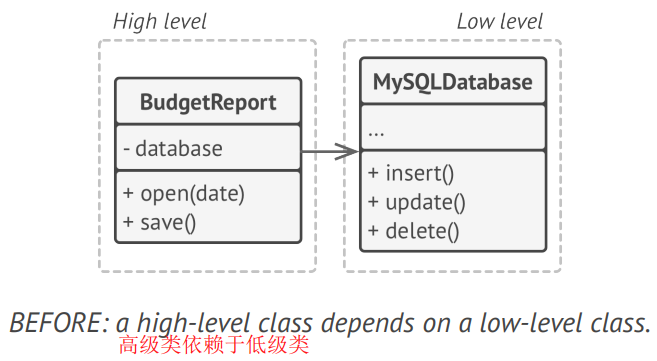 High level
Low level
BudgetReport
- database
+ open(date)
+ save()
MySQLDatabase
...
+ insert()
+ update()
+ delete()
BEFORE: a high-level class depends on a low-level class.
高级类依赖于低级类